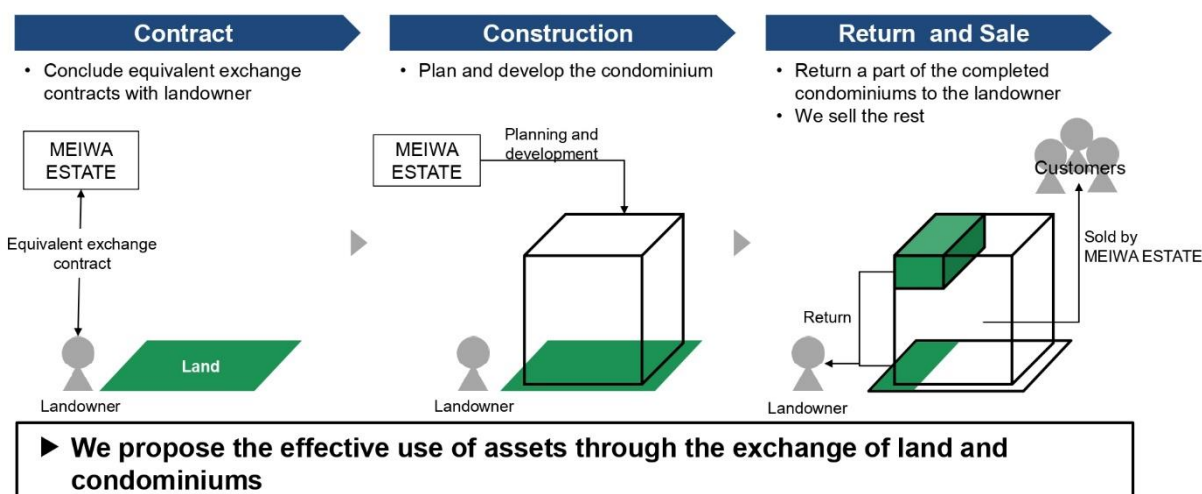 Contract
• Conclude equivalent exchange
contracts with landowner
MEIWA
ESTATE
Equivalent exchange
contract
Land
Landowner
Construction
• Plan and develop the condominium
MEIWA
ESTATE
Planning and
development
Landowner
Return and Sale
• Return a part of the completed
condominiums to the landowner
• We sell the rest
Customers
Sold by
MEIWA ESTATE
Return
Landowner
▶ We propose the effective use of assets through the exchange of land and
condominiums